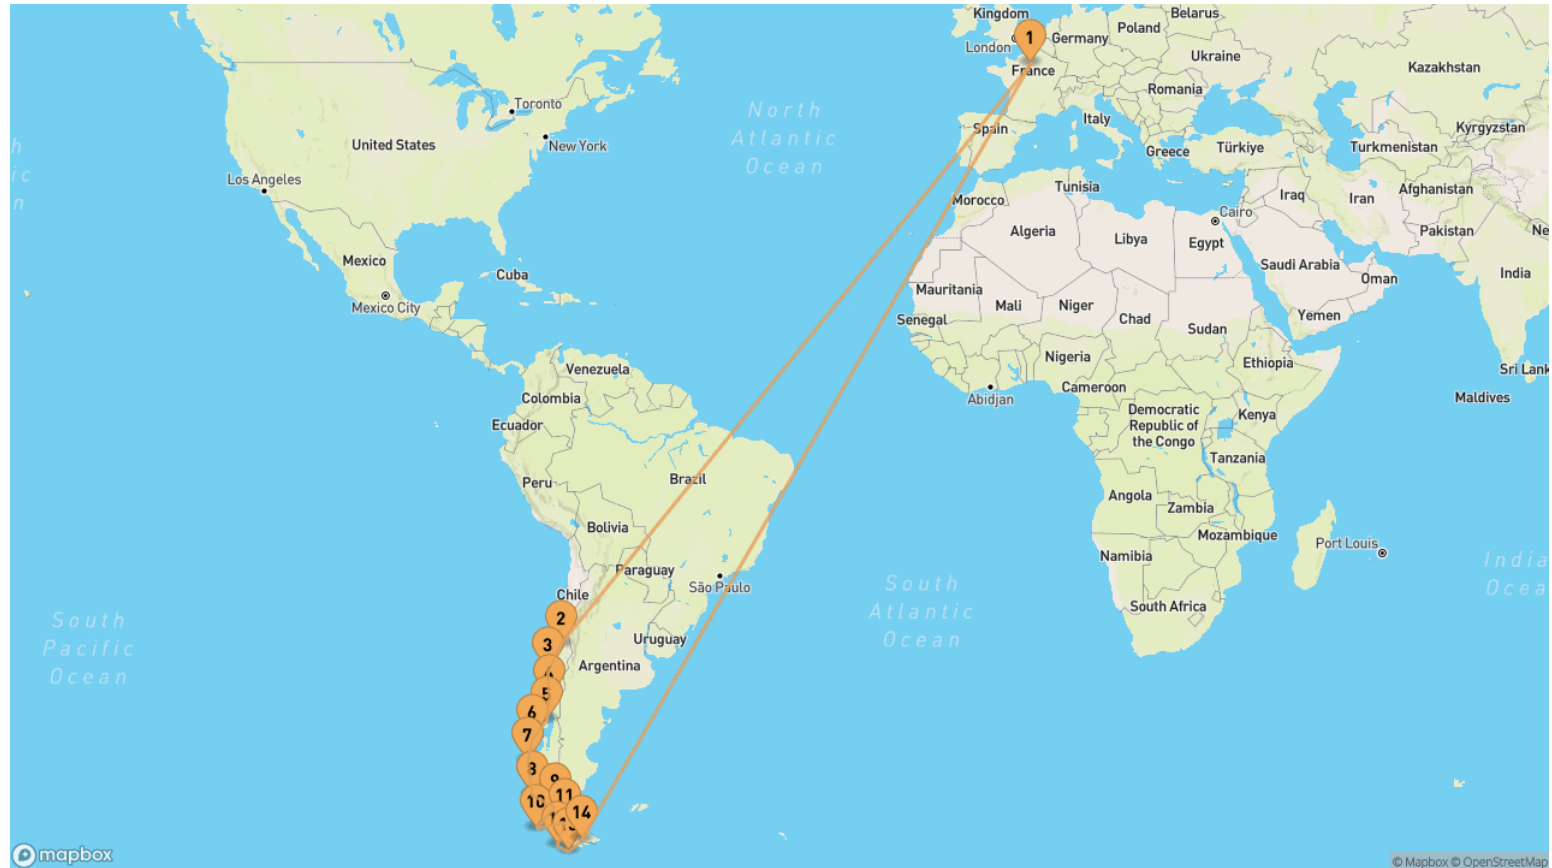 Kingdom
Belarus
1
Poland
London
Germany
Ukraine
France
Kazakhstan
Romania
Toronto
North
Atlantic
Ocean
Italy
Spain
Kyrgyzstan
United States
New York
Greece
Türkiye
Turkmenistan
Los Angeles
Tunisia
Afghanistan
Morocco
Iraq
Iran
Cairo
Algeria
Libya
Egypt
Pakistan
Ne
Mexico
Cuba
Saudi Arabia
Oman
India
Mauritania
Mexico City
Mali
Niger
Chad
Yemen
Senegal
Sudan
Nigeria
Ethiopia
Venezuela
Sri Lank
Colombia
Abidjan
Cameroon
Maldives
Ecuador
Democratic
Republic of
the Congo
Kenya
Tanzania
Peru
Brazil
Angola
Zambia
Bolivia
Mozambique
Port Louis
Namibia
India
Ocea
Paraguay
São Paulo
Chile
South
Atlantic
Ocean
South Africa
2
South
Pacific
Ocean
3
Uruguay
Argentina
5
6
7
8
9
10
11
14
mapbox
© Mapbox © OpenStreetMap